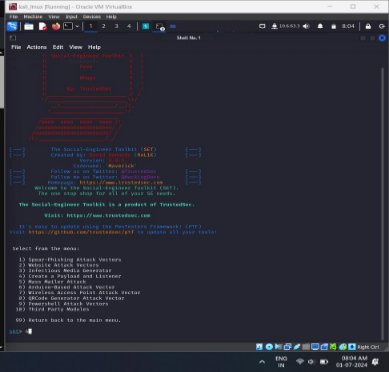 kali_linux [Running] - Oracle VM VirtualBox
File Machine View Input Devices Help
1 2 3 4
8:04
Shell No. 1
File Actions Edit View Help
The Social-Engineer Toolkit (SET)
Created by: David Kennedy (ReL1K)
Version:
Codename: 'Maverick'
Follow us on Twitter: @TrustedSec
Follow me on Twitter: @HackingDave
Homepage: https://www.trustedsec.com
Welcome to the Social-Engineer Toolkit (SET).
The one stop shop for all of your SE needs.
The Social-Engineer Toolkit is a product of TrustedSec.
Visit: https://www.trustedsec.com
It's easy to update using the PenTesters Framework! (PTF)
Visit https://github.com/trustedsec/ptf to update all your tools!
Select from the menu:
1) Spear-Phishing Attack Vectors
2) Website Attack Vectors
3) Infectious Media Generator
4) Create a Payload and Listener
5) Mass Mailer Attack
6) Arduino-Based Attack Vector
7) Wireless Access Point Attack Vector
8) QRCode Generator Attack Vector
9) Powershell Attack Vectors
10) Third Party Modules
99) Return back to the main menu.
set>
Right Ctrl
ENG
IN
08:04 AM
01-07-2024